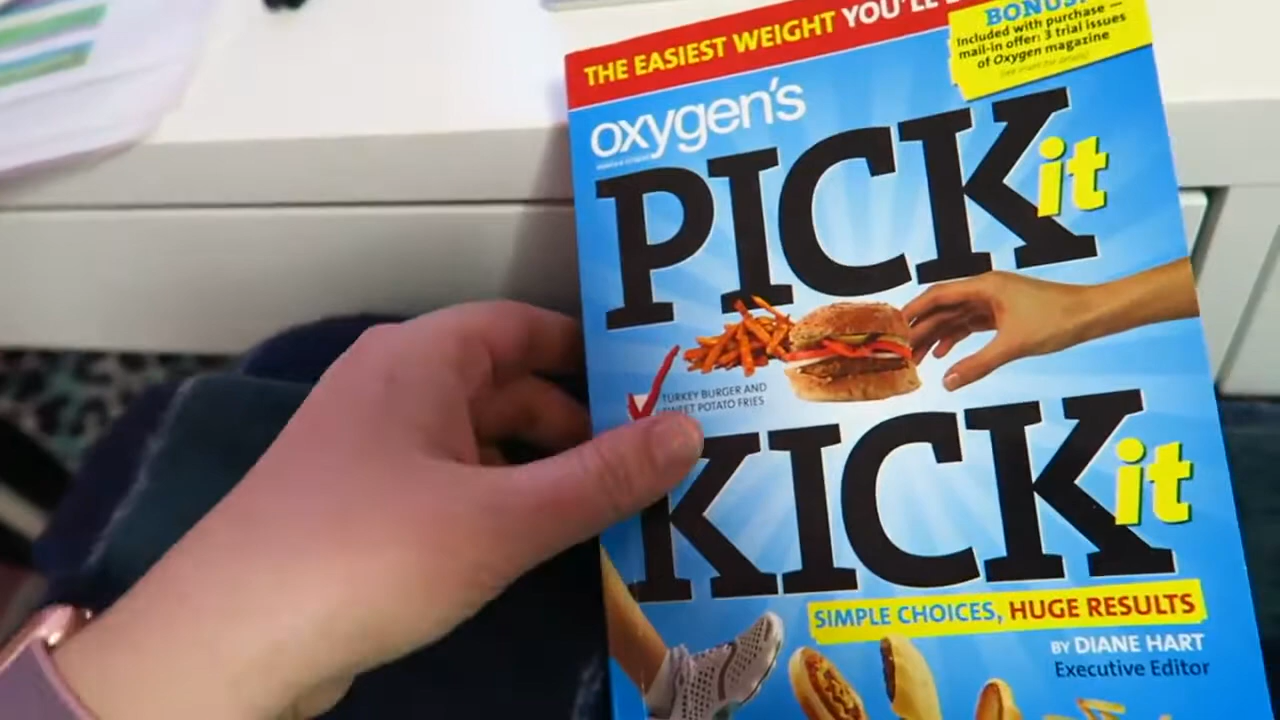 THE EASIEST WEIGHT YOU'LL
BONUS!
Included with purchase —
mail-in offer: 3 trial issues
of Oxygen magazine
oxygen's
PICK it
TURKEY BURGER AND
SWEET POTATO FRIES
KICK it
SIMPLE CHOICES, HUGE RESULTS
BY DIANE HART
Executive Editor